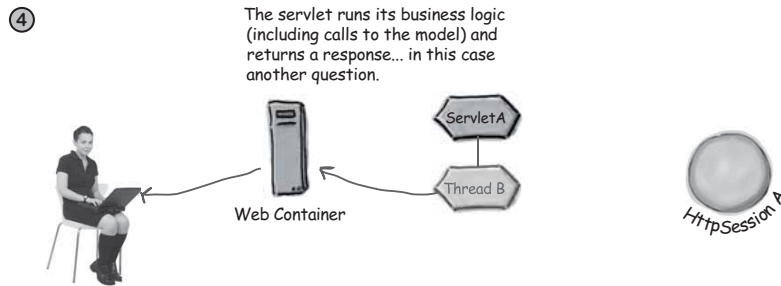 4
The servlet runs its business logic
(including calls to the model) and
returns a response... in this case
another question.
ServletA
Thread B
Web Container
HttpSession A